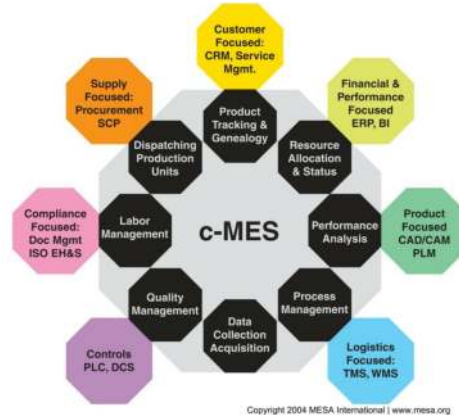 Customer
Focused:
CRM, Service
Mgmt.
Supply
Focused:
Procurement
SCP
Financial &
Performance
Focused
ERP, BI
Product
Tracking &
Genealogy
Dispatching
Production
Units
Resource
Allocation
& Status
Compliance
Focused:
Doc Mgmt
ISO EH&S
Labor
Management
c-MES
Performance
Analysis
Product
Focused
CAD/CAM
PLM
Quality
Management
Process
Management
Data
Collection
Acquisition
Controls
PLC, DCS
Logistics
Focused:
TMS, WMS
Copyright 2004 MESA International | www.mesa.org